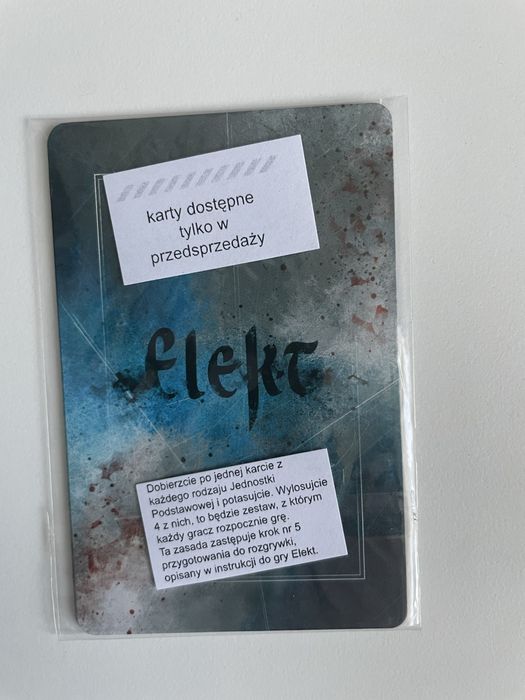 karty dostępne
tylko w
przedsprzedaży
Elekt
Dobierzcie po jednej karcie z
każdego rodzaju Jednostki
Podstawowej i potasujcie. Wylosujcie
4 z nich, to będzie zestaw, z którym
każdy gracz rozpocznie grę.
Ta zasada zastępuje krok nr 5
przygotowania do rozgrywki,
opisany w instrukcji do gry Elekt.